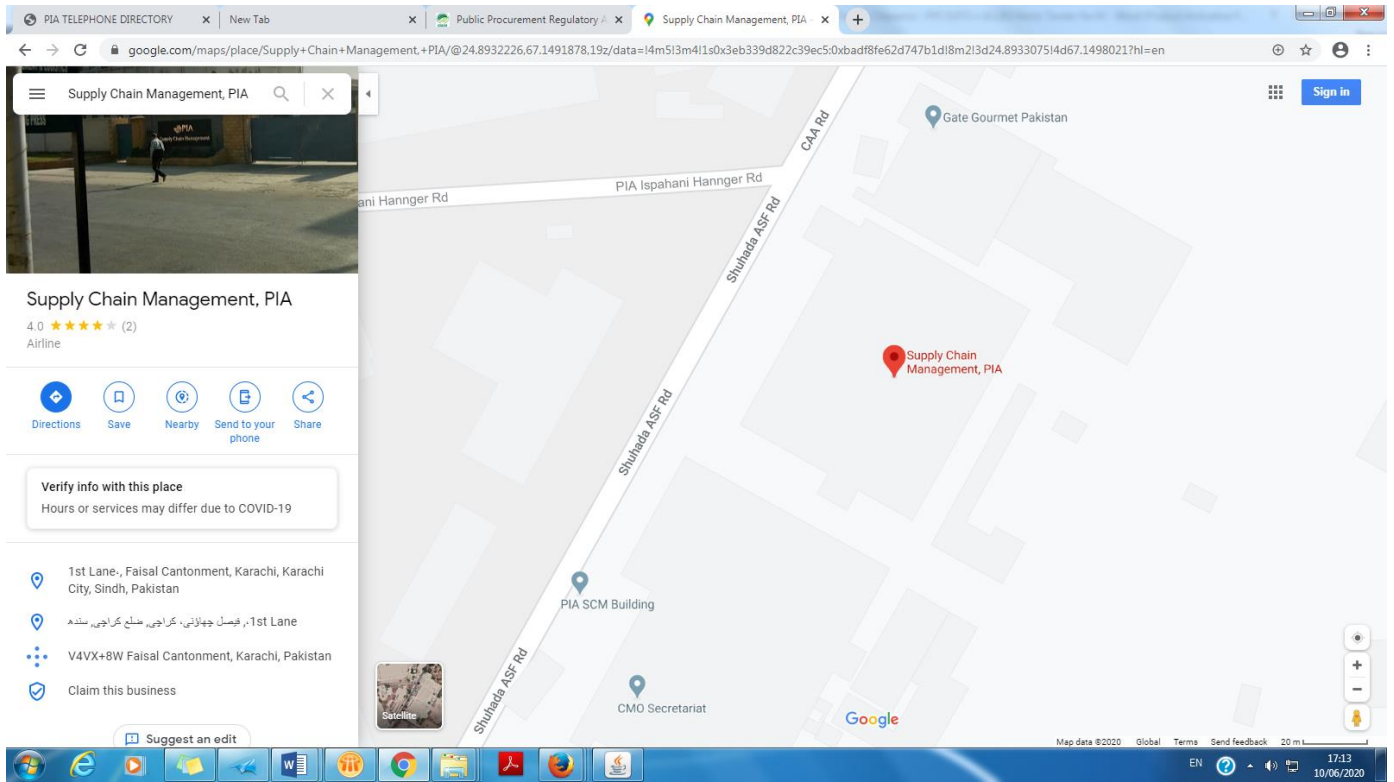 PIA TELEPHONE DIRECTORY
New Tab
Public Procurement Regulatory A
Supply Chain Management, PIA -
google.com/maps/place/Supply+Chain+Management,+PIA/@24.8932226,67.1491878,19z/data=!4m5!3m4!1s0x3eb339d822c39ec5:0xbadf8fe62d747b1d!8m2!3d24.8933075!4d67.1498021?hl=en
Supply Chain Management, PIA
PIA
Supply Chain Management
Supply Chain Management, PIA
4.0 ★★★★★ (2)
Airline
Directions
Save
Nearby
Send to your
phone
Share
Verify info with this place
Hours or services may differ due to COVID-19
1st Lane-, Faisal Cantonment, Karachi, Karachi
City, Sindh, Pakistan
1st Lane،, فیصل چھاؤنی، کراچی, ضلع کراچی, سندھ
V4VX+8W Faisal Cantonment, Karachi, Pakistan
Claim this business
Suggest an edit
Sign in
Gate Gourmet Pakistan
CAA Rd
PIA Ispahani Hannger Rd
ani Hannger Rd
Shuhada ASF Rd
Supply Chain
Management, PIA
Shuhada ASF Rd
PIA SCM Building
Shuhada ASF Rd
CMO Secretariat
Satellite
Google
Map data ©2020 Global Terms Send feedback 20 m
EN
17:13
10/06/2020